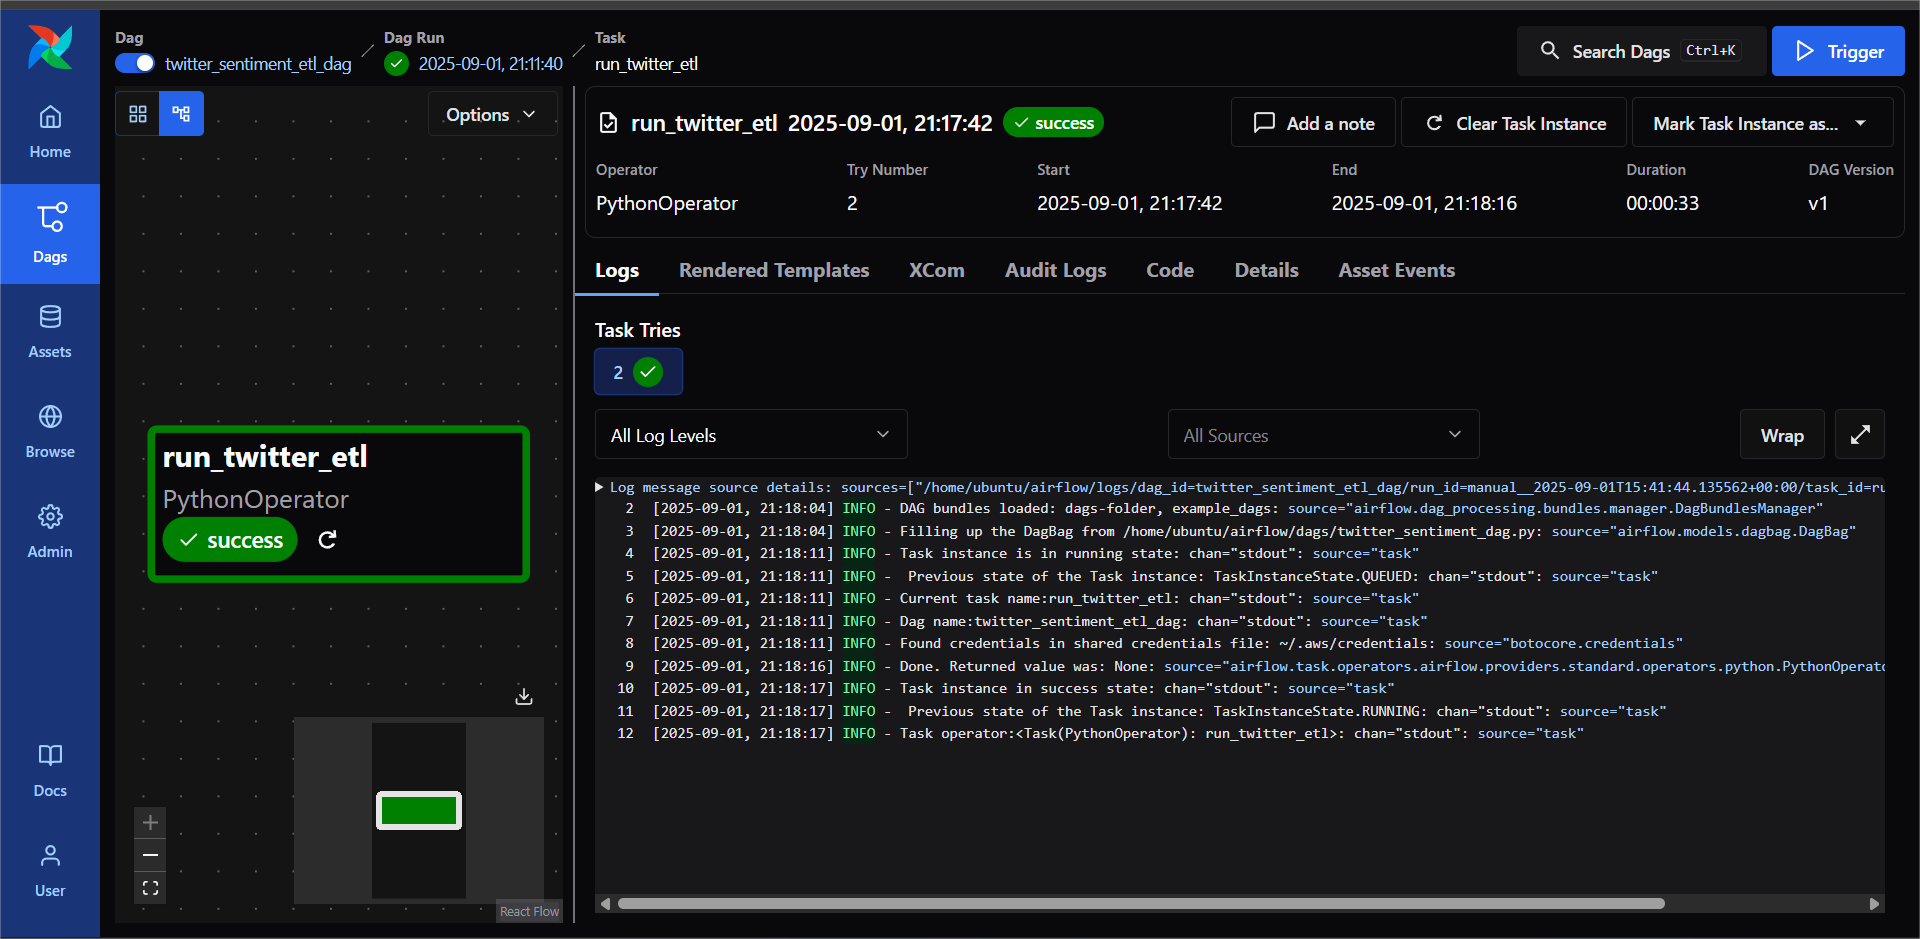 Dag
twitter_sentiment_etl_dag
Dag Run
2025-09-01, 21:11:40
Task
run_twitter_etl
Search Dags Ctrl+K
Trigger
Home
Dags
Assets
Browse
Admin
Docs
User
Options
run_twitter_etl
PythonOperator
success
React Flow
run_twitter_etl 2025-09-01, 21:17:42 success
Add a note
Clear Task Instance
Mark Task Instance as...
Operator Try Number Start End Duration DAG Version
PythonOperator 2 2025-09-01, 21:17:42 2025-09-01, 21:18:16 00:00:33 v1
Logs Rendered Templates XCom Audit Logs Code Details Asset Events
Task Tries
2
All Log Levels
All Sources
Wrap
Log message source details: sources=["/home/ubuntu/airflow/logs/dag_id=twitter_sentiment_etl_dag/run_id=manual__2025-09-01T15:41:44.135562+00:00/task_id=ru
2 [2025-09-01, 21:18:04] INFO - DAG bundles loaded: dags-folder, example_dags: source="airflow.dag_processing.bundles.manager.DagBundlesManager"
3 [2025-09-01, 21:18:04] INFO - Filling up the DagBag from /home/ubuntu/airflow/dags/twitter_sentiment_dag.py: source="airflow.models.dagbag.DagBag"
4 [2025-09-01, 21:18:11] INFO - Task instance is in running state: chan="stdout": source="task"
5 [2025-09-01, 21:18:11] INFO -  Previous state of the Task instance: TaskInstanceState.QUEUED: chan="stdout": source="task"
6 [2025-09-01, 21:18:11] INFO - Current task name:run_twitter_etl: chan="stdout": source="task"
7 [2025-09-01, 21:18:11] INFO - Dag name:twitter_sentiment_etl_dag: chan="stdout": source="task"
8 [2025-09-01, 21:18:11] INFO - Found credentials in shared credentials file: ~/.aws/credentials: source="botocore.credentials"
9 [2025-09-01, 21:18:16] INFO - Done. Returned value was: None: source="airflow.task.operators.airflow.providers.standard.operators.python.PythonOperato
10 [2025-09-01, 21:18:17] INFO - Task instance in success state: chan="stdout": source="task"
11 [2025-09-01, 21:18:17] INFO -  Previous state of the Task instance: TaskInstanceState.RUNNING: chan="stdout": source="task"
12 [2025-09-01, 21:18:17] INFO - Task operator:<Task(PythonOperator): run_twitter_etl>: chan="stdout": source="task"